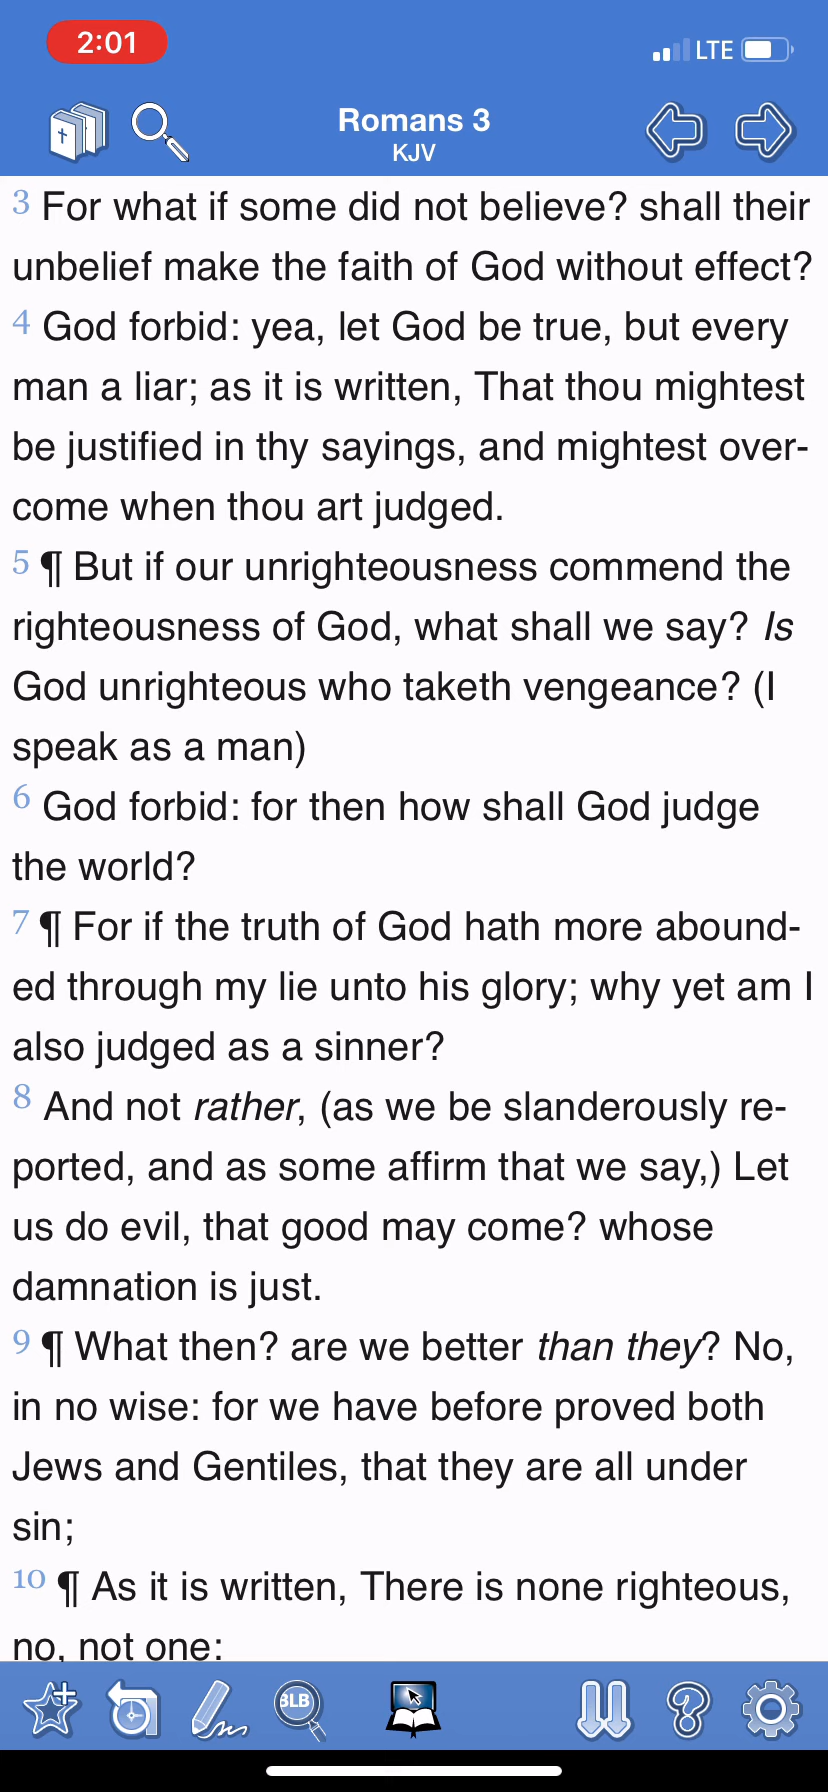 2:01
LTE
Romans 3
KJV
3 For what if some did not believe? shall their
unbelief make the faith of God without effect?
4 God forbid: yea, let God be true, but every
man a liar; as it is written, That thou mightest
be justified in thy sayings, and mightest over-
come when thou art judged.
5 ¶ But if our unrighteousness commend the
righteousness of God, what shall we say? Is
God unrighteous who taketh vengeance? (I
speak as a man)
6 God forbid: for then how shall God judge
the world?
7 ¶ For if the truth of God hath more abound-
ed through my lie unto his glory; why yet am I
also judged as a sinner?
8 And not rather, (as we be slanderously re-
ported, and as some affirm that we say,) Let
us do evil, that good may come? whose
damnation is just.
9 ¶ What then? are we better than they? No,
in no wise: for we have before proved both
Jews and Gentiles, that they are all under
sin;
10 ¶ As it is written, There is none righteous,
no, not one:
BLB